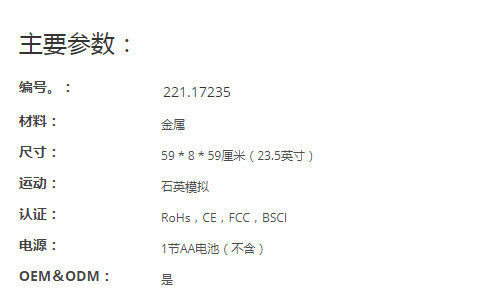 主要参数：
编号。： 221.17235
材料： 金属
尺寸： 59 * 8 * 59厘米（23.5英寸）
运动： 石英模拟
认证： RoHs，CE，FCC，BSCI
电源： 1节AA电池（不含）
OEM＆ODM： 是